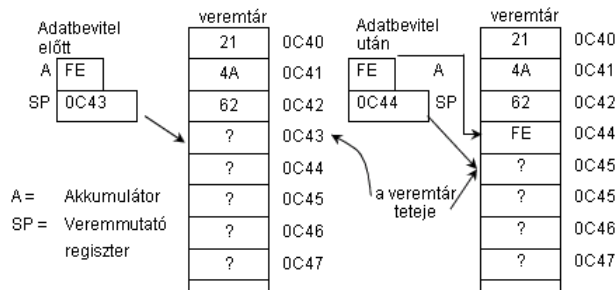 Adatbevitel
előtt
A FE
SP 0C43
veremtár
21 0C40
4A 0C41
62 0C42
? 0C43
? 0C44
? 0C45
? 0C46
? 0C47
A = Akkumulátor
SP = Veremmutató
regiszter
a veremtár
teteje
Adatbevitel
után
FE A
0C44 SP
veremtár
21 0C40
4A 0C41
62 0C42
FE 0C44
? 0C45
? 0C45
? 0C46
? 0C47